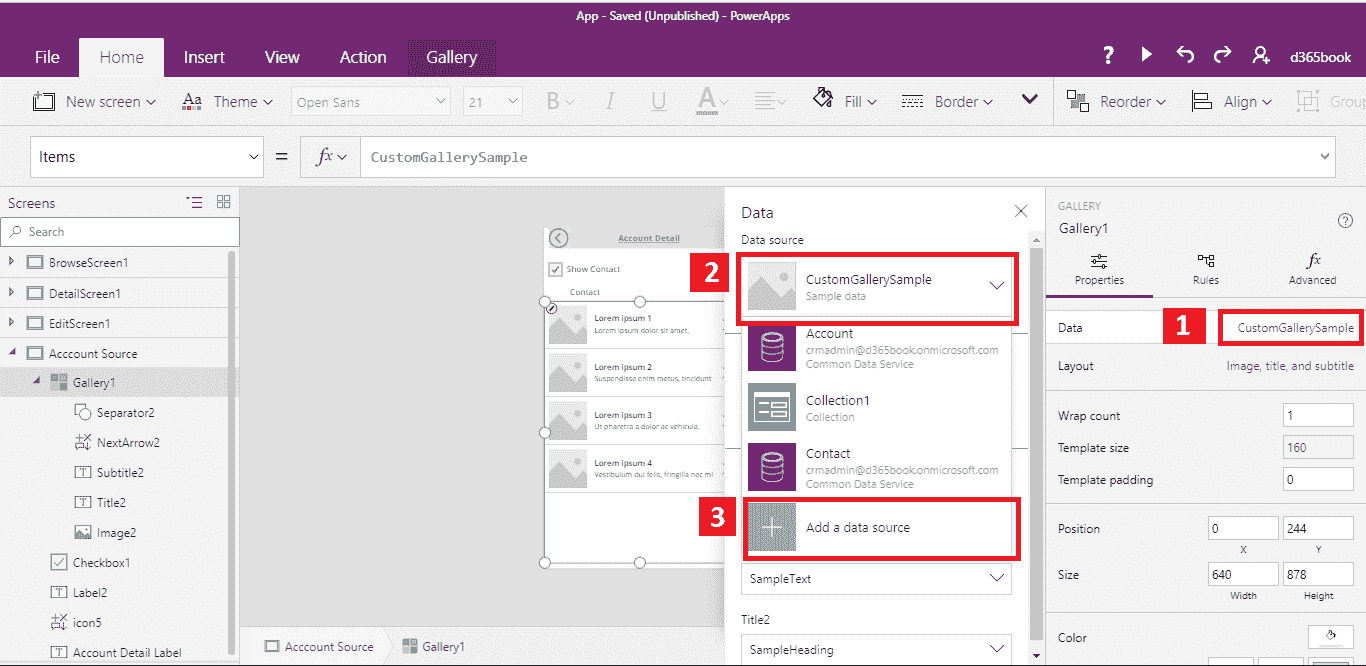 App - Saved (Unpublished) - PowerApps
File Home Insert View Action Gallery ? d365book
New screen Theme Open Sans 21 B I U A Fill Border Reorder Align Group
Items = fx CustomGallerySample
Screens
Search
BrowseScreen1
DetailScreen1
EditScreen1
Acccount Source
Gallery1
Separator2
NextArrow2
Subtitle2
Title2
Image2
Checkbox1
Label2
icon5
Account Detail Label
Account Detail
Show Contact
Contact
Lorem ipsum 1
Lorem ipsum dolor sit amet,
Lorem ipsum 2
Suspendisse enim metus, tincidunt
Lorem ipsum 3
Ut pharetra a dolor ac vehicula.
Lorem ipsum 4
Vestibulum dui felis, fringilla nec mi
Acccount Source Gallery1
Data
Data source
2
CustomGallerySample
Sample data
Account
crmadmin@d365book.onmicrosoft.com
Common Data Service
Collection1
Collection
Contact
crmadmin@d365book.onmicrosoft.com
Common Data Service
3
Add a data source
SampleText
Title2
SampleHeading
GALLERY
Gallery1
?
Properties Rules fx Advanced
Data 1 CustomGallerySample
Layout Image, title, and subtitle
Wrap count 1
Template size 160
Template padding 0
Position 0 244
X Y
Size 640 878
Width Height
Color